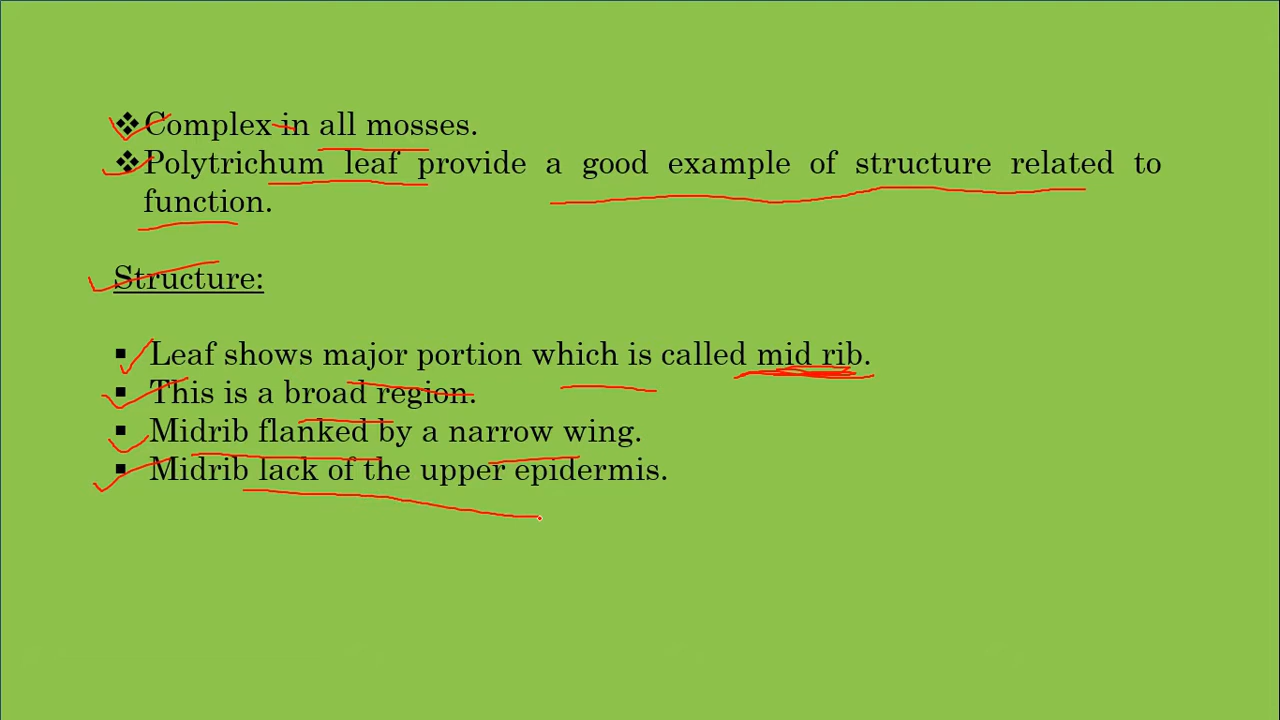 Complex in all mosses.
Polytrichum leaf provide a good example of structure related to
function.
Structure:
Leaf shows major portion which is called mid rib.
This is a broad region.
Midrib flanked by a narrow wing.
Midrib lack of the upper epidermis.